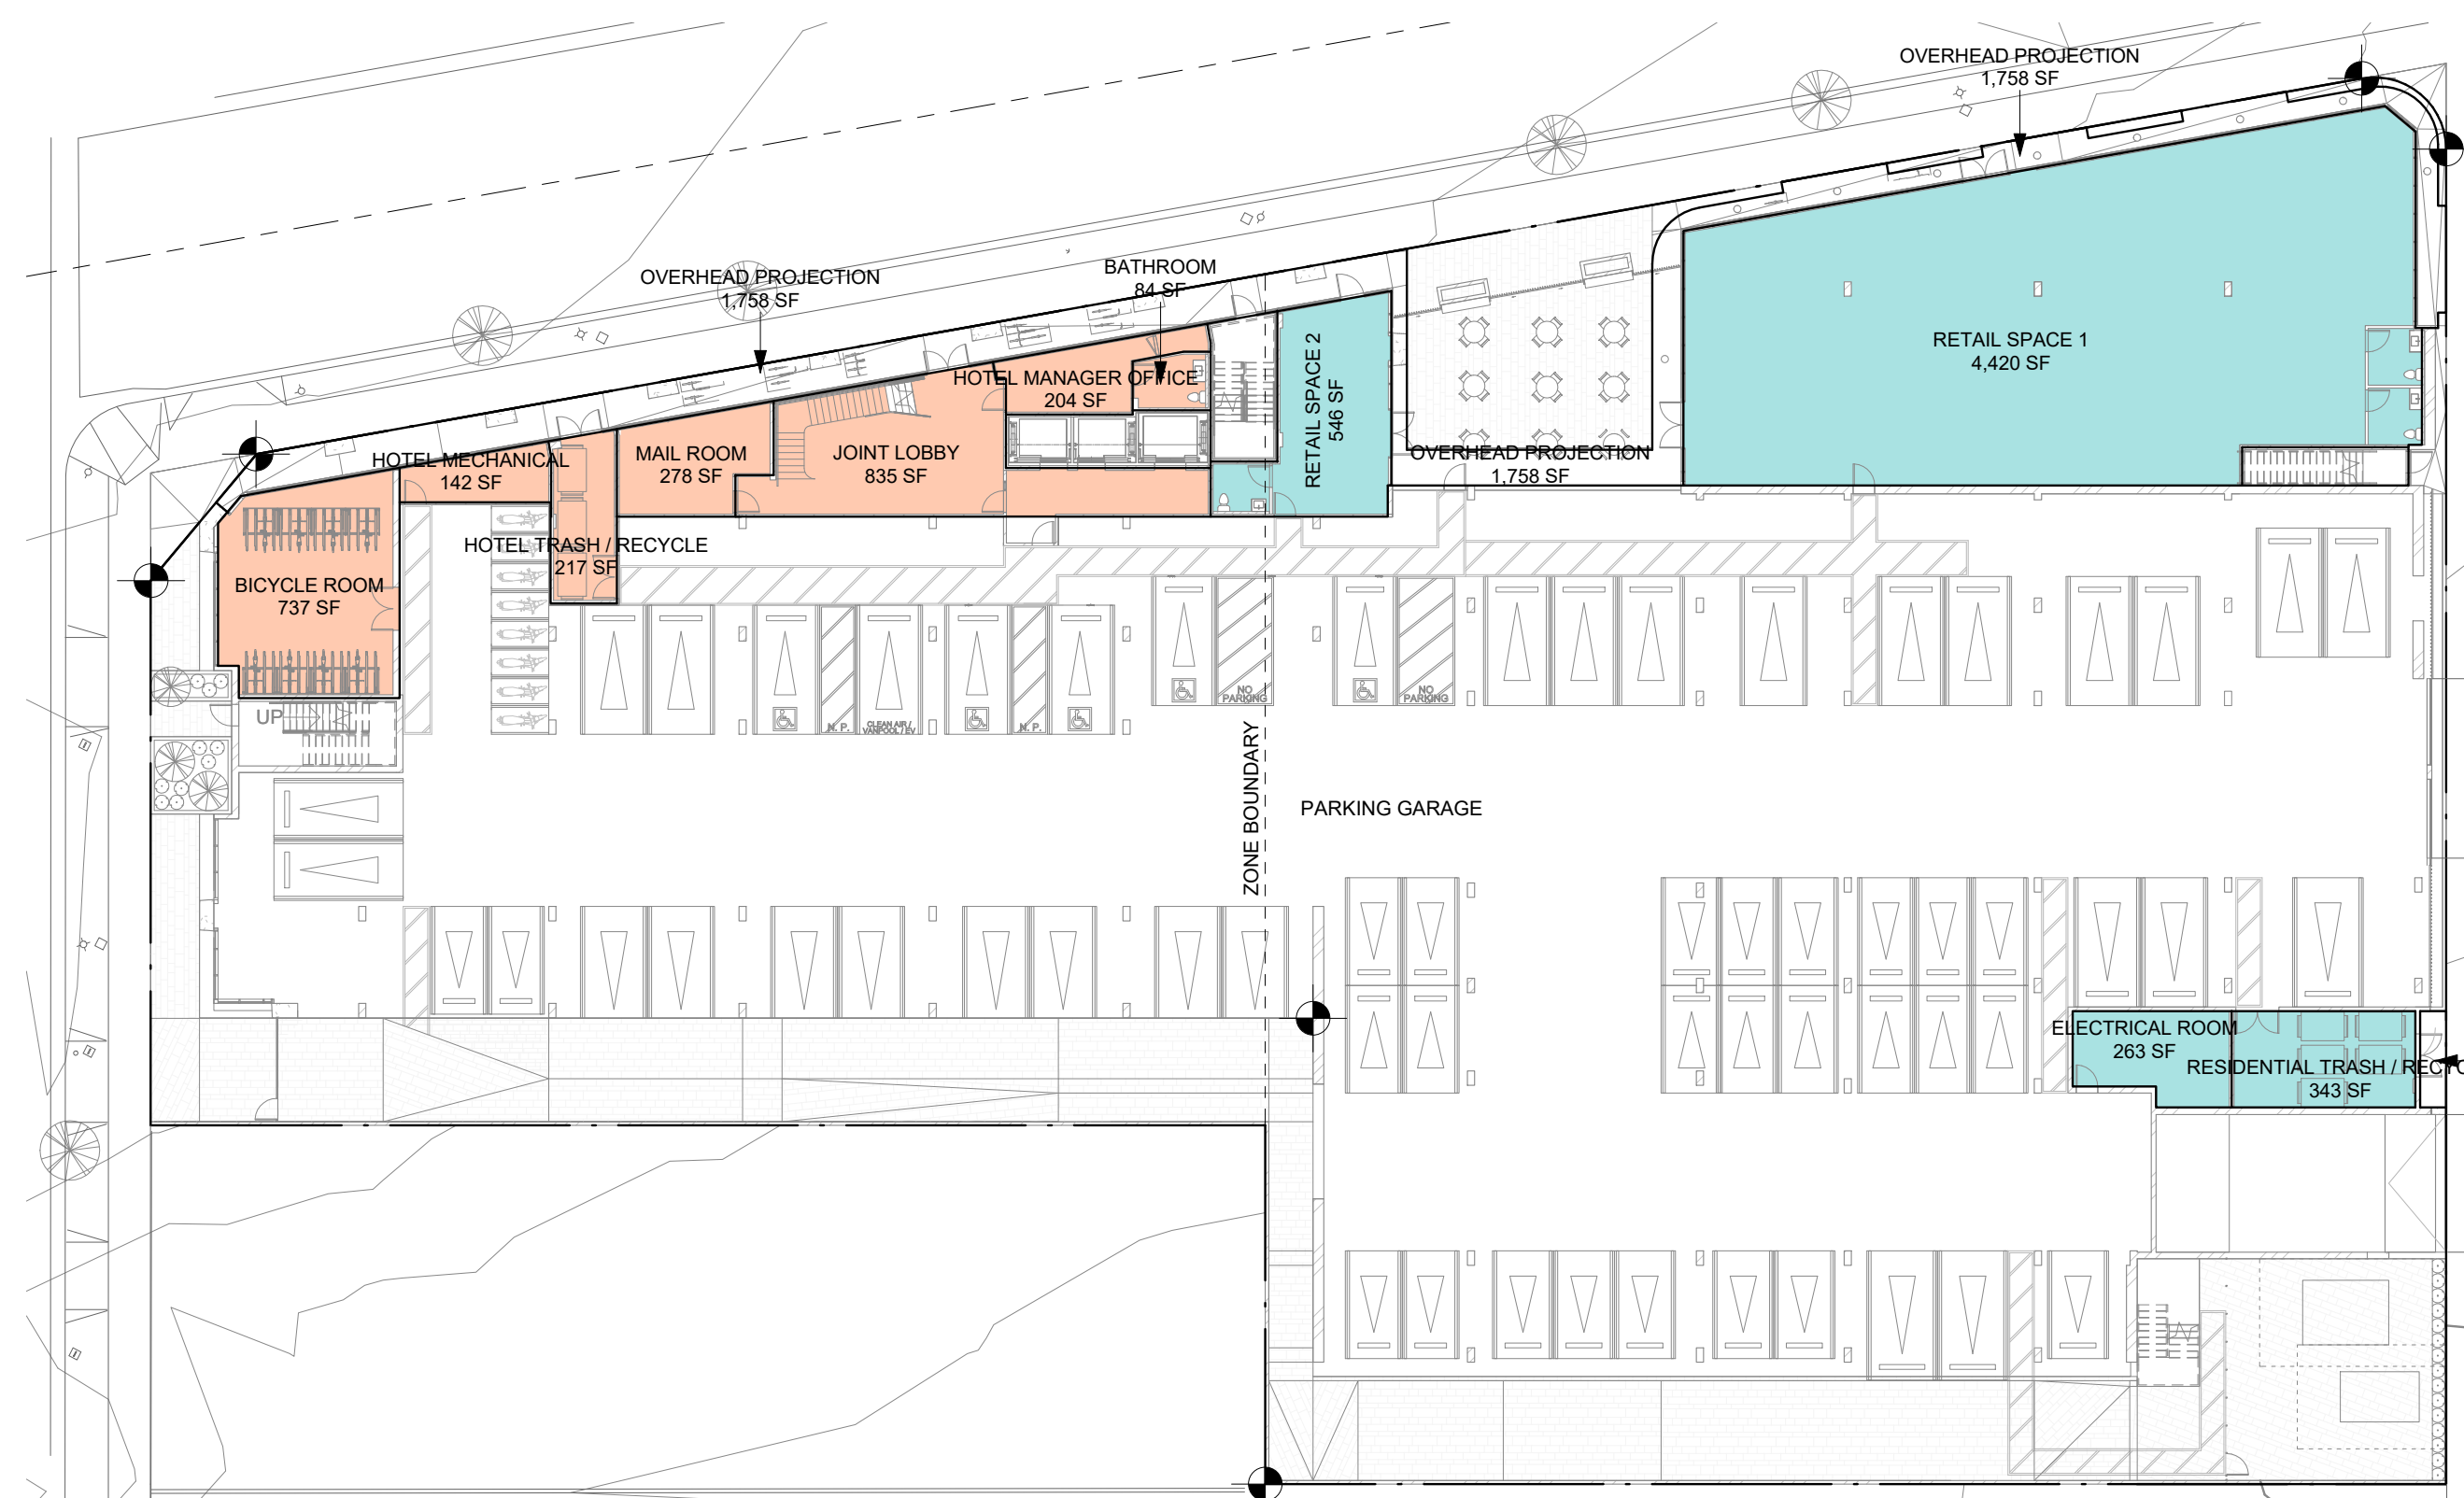 OVERHEAD PROJECTION
1,758 SF
OVERHEAD PROJECTION
1,758 SF
BATHROOM
84 SF
RETAIL SPACE 1
4,420 SF
RETAIL SPACE 2
546 SF
HOTEL MANAGER OFFICE
204 SF
JOINT LOBBY
835 SF
MAIL ROOM
278 SF
HOTEL MECHANICAL
142 SF
OVERHEAD PROJECTION
1,758 SF
HOTEL TRASH / RECYCLE
217 SF
BICYCLE ROOM
737 SF
UP
N. P.
CLEAN AIR /
VANPOOL / EV
N. P.
NO
PARKING
NO
PARKING
ZONE BOUNDARY
PARKING GARAGE
ELECTRICAL ROOM
263 SF
RESIDENTIAL TRASH / RECYC
343 SF